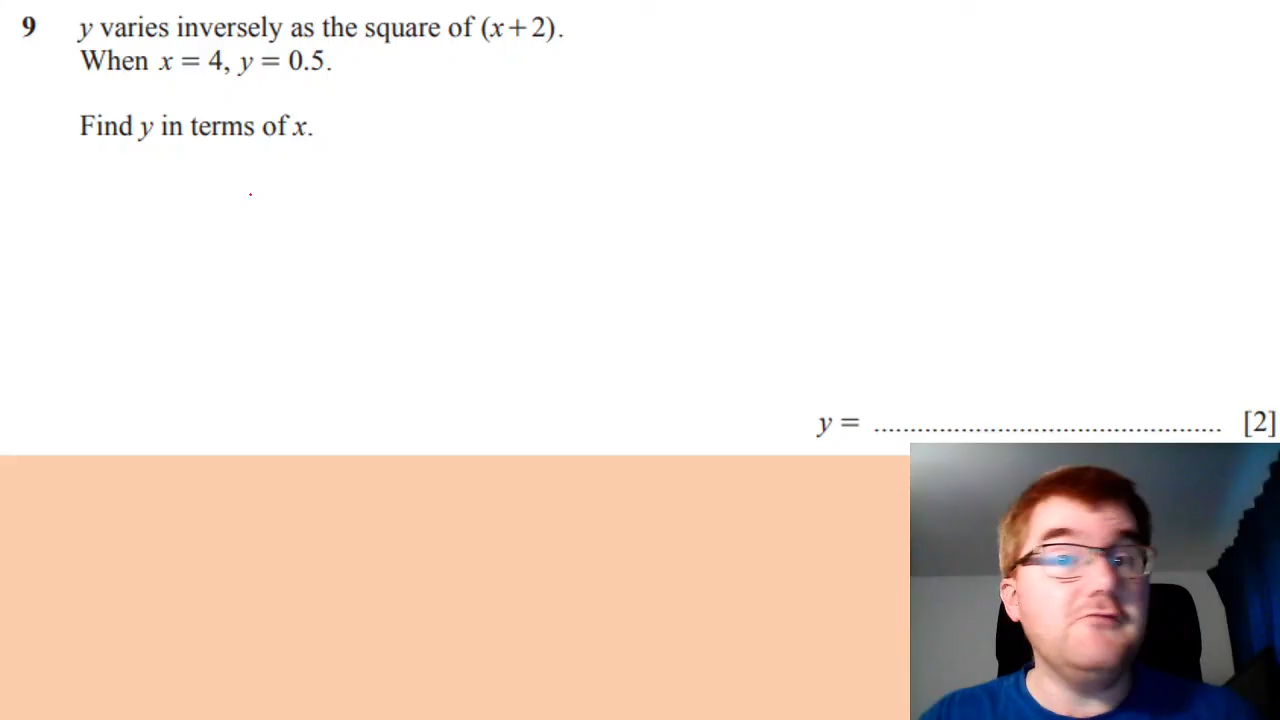 9 y varies inversely as the square of (x+2).
When x = 4, y = 0.5.
Find y in terms of x.
y = ................................................ [2]